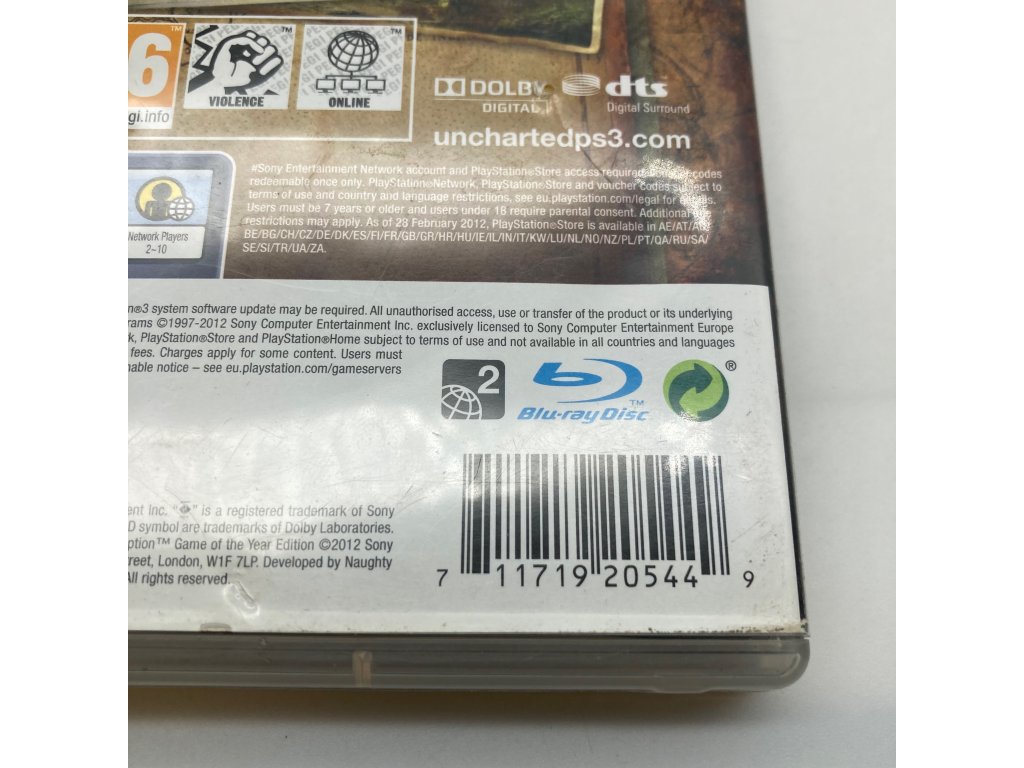 6™
™
™
VIOLENCE
ONLINE
gi.info
DOLBY
DIGITAL
dts
Digital Surround
unchartedps3.com
#Sony Entertainment Network account and PlayStation®Store access required. codes
redeemable once only. PlayStation®Network, PlayStation®Store and voucher codes subject to
terms of use and country and language restrictions, see eu.playstation.com/legal for
Users must be 7 years or older and users under 18 require parental consent. Additional
restrictions may apply. As of 28 February 2012, PlayStation®Store is available in AE/AT/AU/
BE/BG/CH/CZ/DE/DK/ES/FI/FR/GB/GR/HR/HU/IE/IL/IN/IT/KW/LU/NL/NO/NZ/PL/PT/QA/RU/SA/
SE/SI/TR/UA/ZA.
Network Players
2~10
n®3 system software update may be required. All unauthorised access, use or transfer of the product or its underlying
rams ©1997-2012 Sony Computer Entertainment Inc. exclusively licensed to Sony Computer Entertainment Europe
k, PlayStation®Store and PlayStation®Home subject to terms of use and not available in all countries and languages
fees. Charges apply for some content. Users must
able notice – see eu.playstation.com/gameservers
2
Blu-ray Disc™
®
ent Inc. " " is a registered trademark of Sony
D symbol are trademarks of Dolby Laboratories.
ption™ Game of the Year Edition ©2012 Sony
reet, London, W1F 7LP. Developed by Naughty
All rights reserved.
7 11719 20544 9